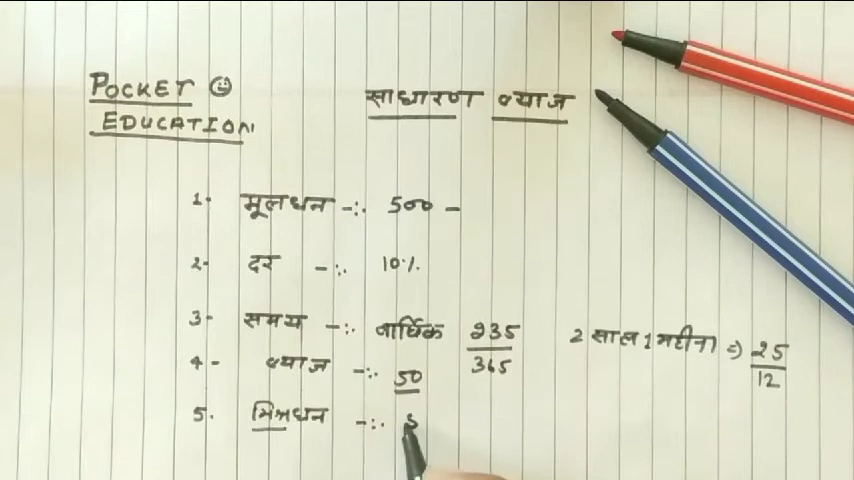 POCKET
EDUCATION
साधारण ब्याज
1- मूलधन -:- 500 -
2- दर -:- 10%
3- समय -:- वार्षिक 235/365 2 साल 1 महीना => 25/12
4- ब्याज -:- 50
5. मिश्रधन -:-